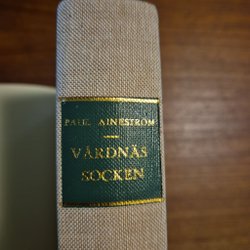 PAUL AINESTRÖM
VÅRDNÄS
SOCKEN